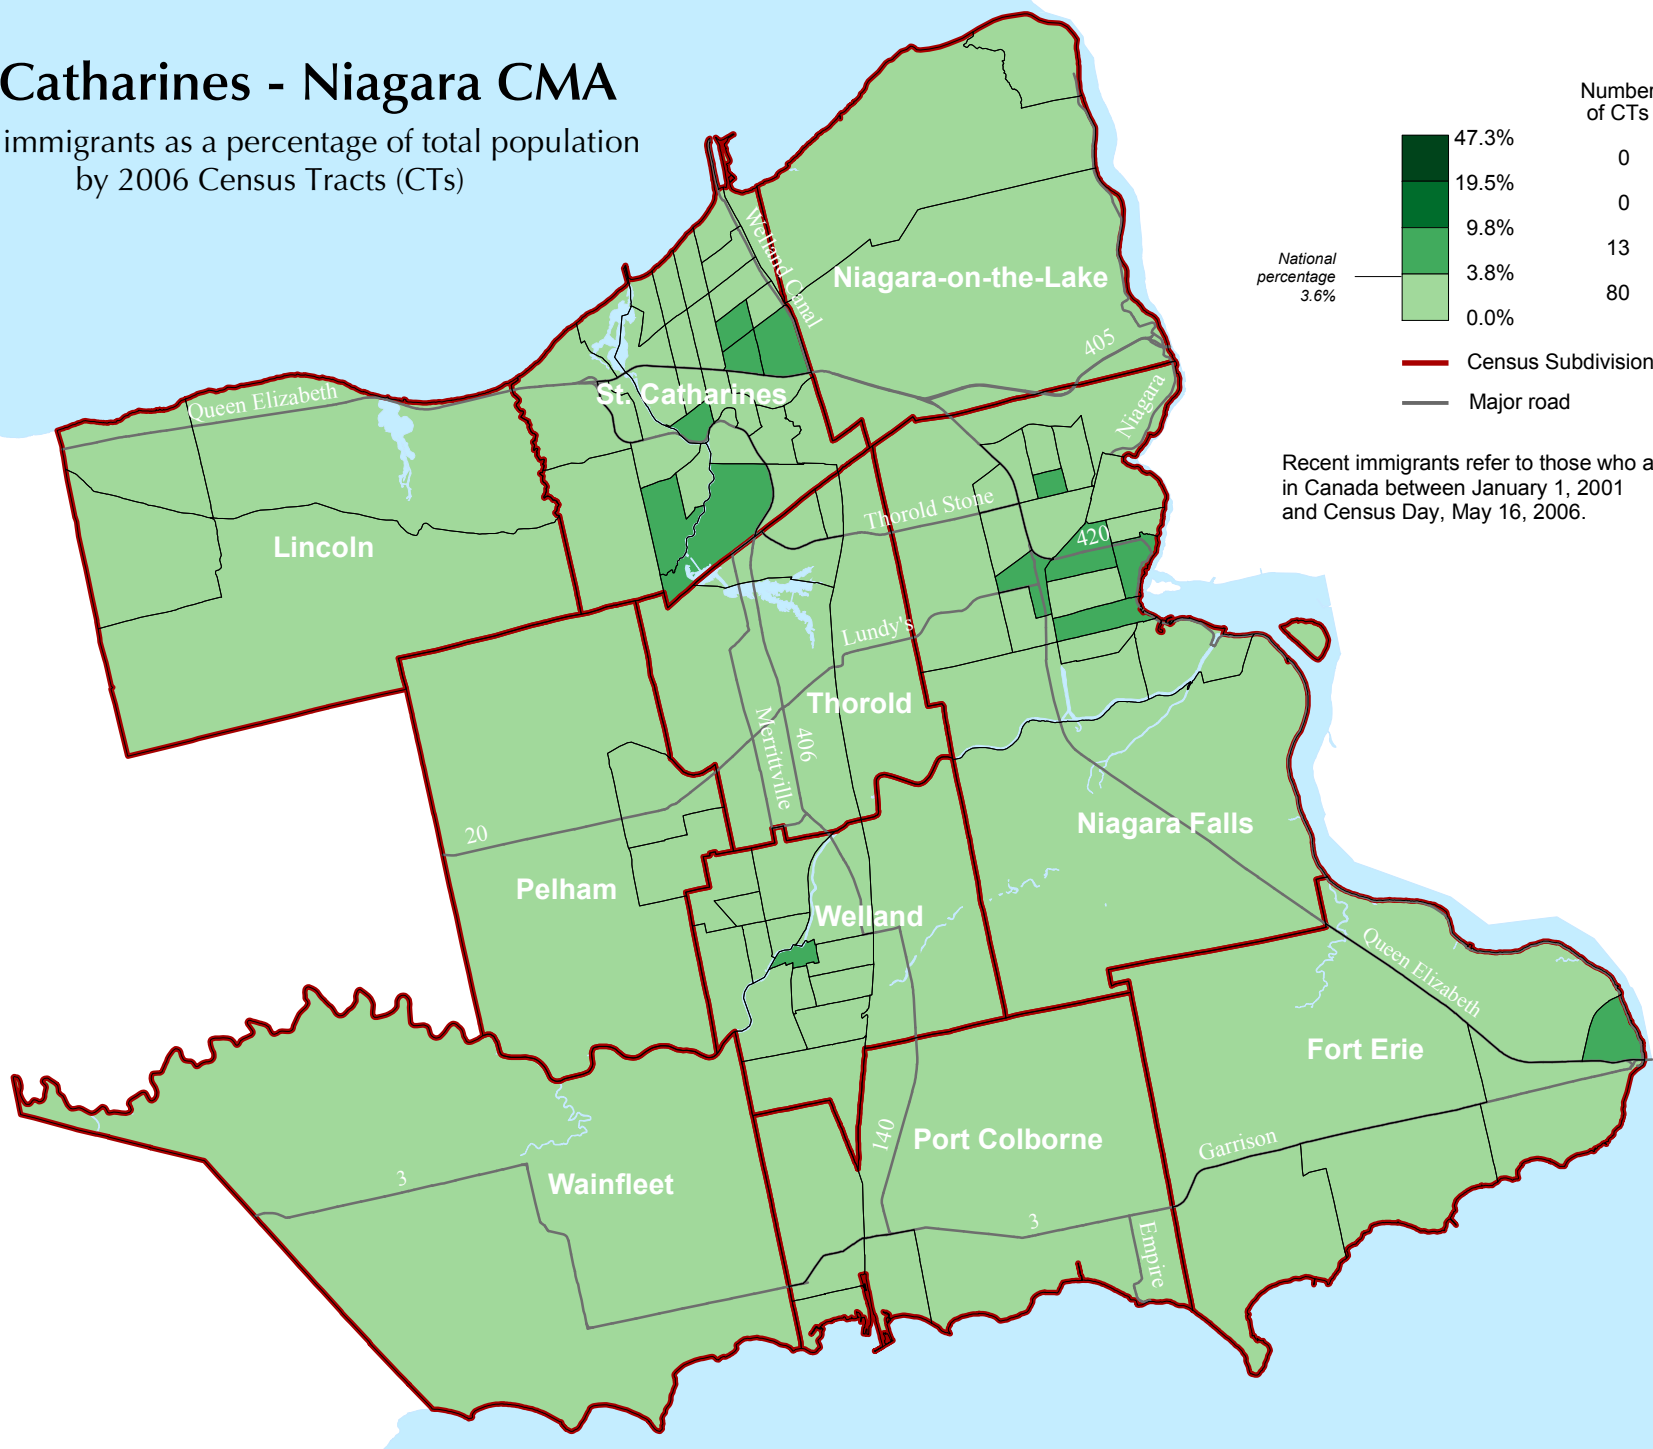 Catharines - Niagara CMA
immigrants as a percentage of total population
by 2006 Census Tracts (CTs)
Number
of CTs
47.3%
0
19.5%
0
9.8%
13
3.8%
80
0.0%
National
percentage
3.6%
Census Subdivision
Major road
Recent immigrants refer to those who a
in Canada between January 1, 2001
and Census Day, May 16, 2006.
Welland Canal
Niagara-on-the-Lake
405
Niagara
Queen Elizabeth
St. Catharines
Thorold Stone
420
Lincoln
Lundy's
Thorold
Merrittville
406
20
Niagara Falls
Pelham
Welland
Queen Elizabeth
Fort Erie
140
Port Colborne
Garrison
Wainfleet
3
3
Empire